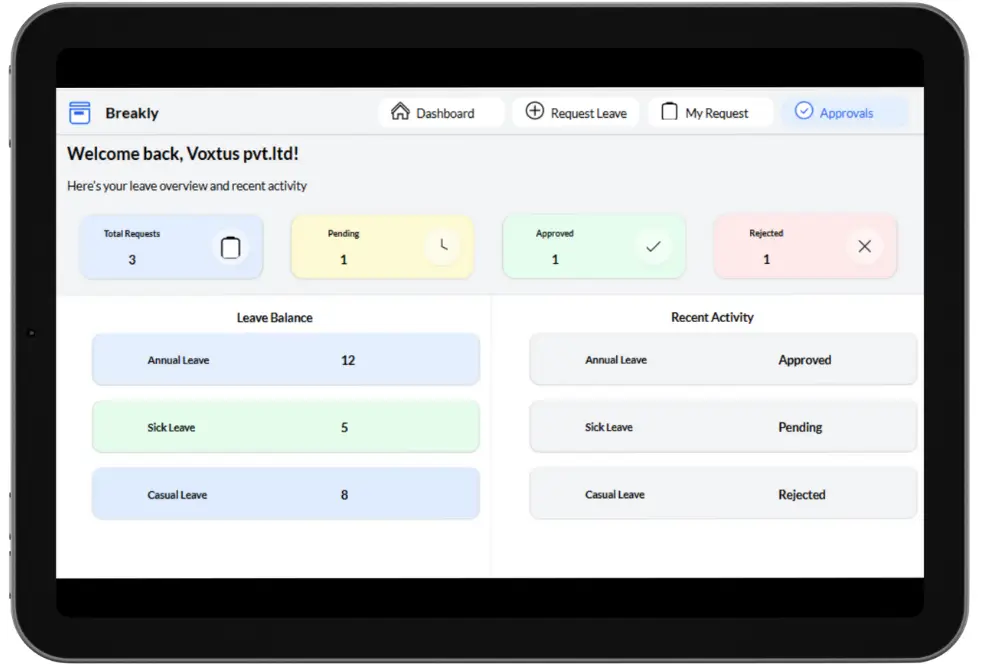 Breakly
Dashboard
Request Leave
My Request
Approvals
Welcome back, Voxtus pvt.ltd!
Here's your leave overview and recent activity
Total Requests
3
Pending
1
Approved
1
Rejected
1
Leave Balance
Annual Leave 12
Sick Leave 5
Casual Leave 8
Recent Activity
Annual Leave Approved
Sick Leave Pending
Casual Leave Rejected